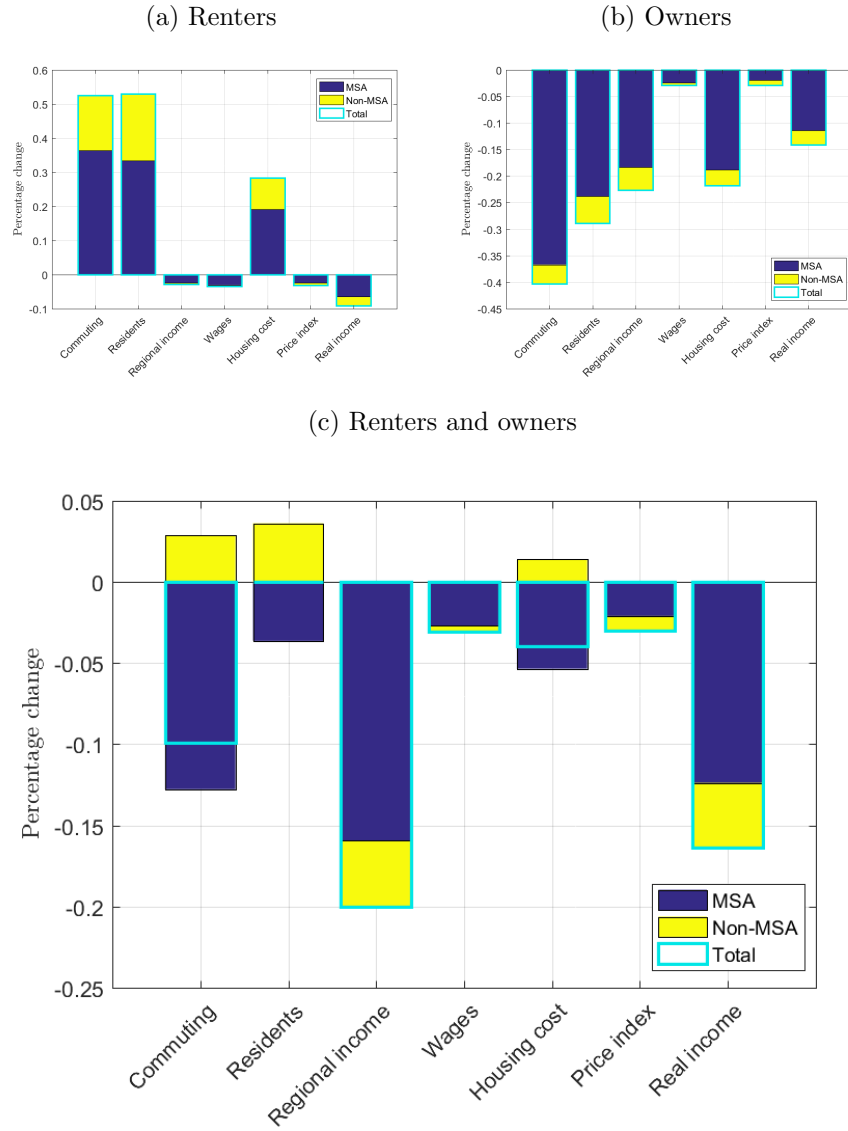 (a) Renters
(b) Owners
0.6
0.5
0.4
0.3
0.2
0.1
0
-0.1
Percentage change
MSA
Non-MSA
Total
Commuting
Residents
Regional income
Wages
Housing cost
Price index
Real income
0
-0.05
-0.1
-0.15
-0.2
-0.25
-0.3
-0.35
-0.4
-0.45
Percentage change
MSA
Non-MSA
Total
Commuting
Residents
Regional income
Wages
Housing cost
Price index
Real income
(c) Renters and owners
0.05
0
-0.05
-0.1
-0.15
-0.2
-0.25
Percentage change
MSA
Non-MSA
Total
Commuting
Residents
Regional income
Wages
Housing cost
Price index
Real income